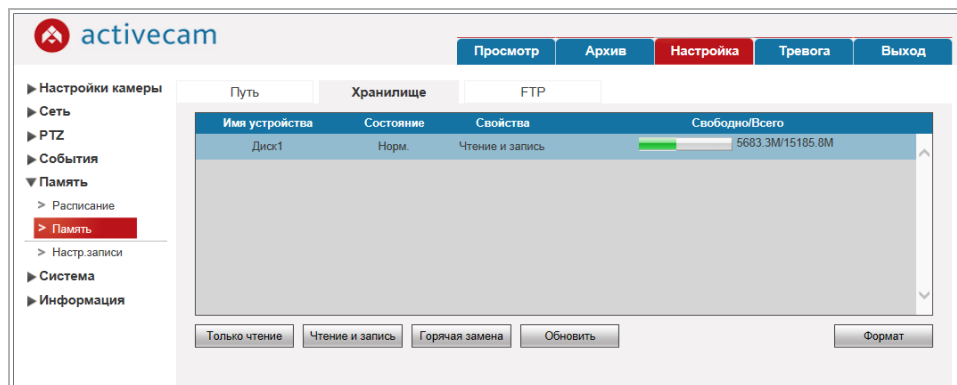 activecam
Просмотр Архив Настройка Тревога Выход
Настройки камеры
Сеть
PTZ
События
Память
> Расписание
> Память
> Настр.записи
Система
Информация
Путь Хранилище FTP
Имя устройства Состояние Свойства Свободно/Всего
Диск1 Норм. Чтение и запись 5683.3M/15185.8M
Только чтение Чтение и запись Горячая замена Обновить Формат